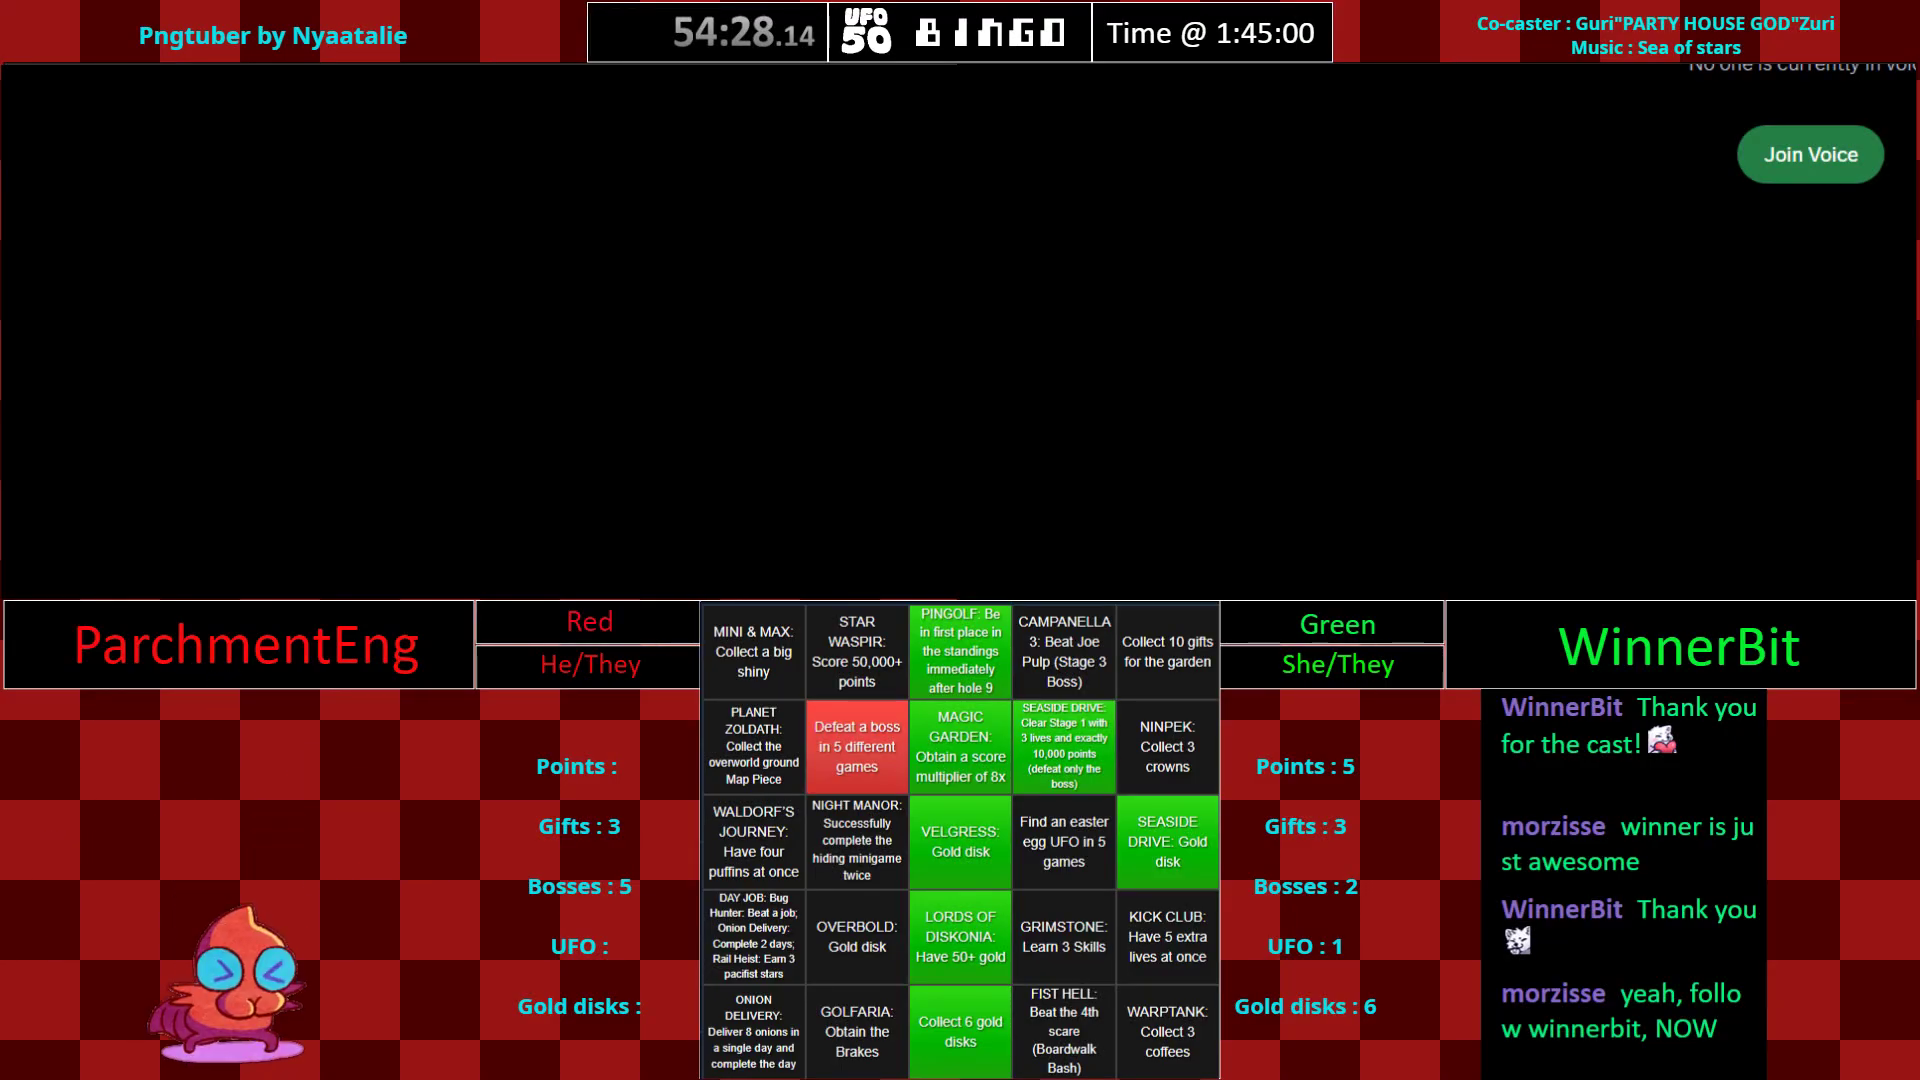 Pngtuber by Nyaatalie
54:28.14
UFO 50
BINGO
Time @ 1:45:00
Co-caster : Guri"PARTY HOUSE GOD"Zuri
Music : Sea of stars
No one is currently in
Join Voice
ParchmentEng
Red
He/They
Green
She/They
WinnerBit
MINI & MAX:
Collect a big
shiny
STAR
WASPIR:
Score 50,000+
points
PINGOLF: Be
in first place in
the standings
immediately
after hole 9
CAMPANELLA
3: Beat Joe
Pulp (Stage 3
Boss)
Collect 10 gifts
for the garden
PLANET
ZOLDATH:
Collect the
overworld ground
Map Piece
Defeat a boss
in 5 different
games
MAGIC
GARDEN:
Obtain a score
multiplier of 8x
SEASIDE DRIVE:
Clear Stage 1 with
3 lives and exactly
10,000 points
(defeat only the
boss)
NINPEK:
Collect 3
crowns
WALDORF'S
JOURNEY:
Have four
puffins at once
NIGHT MANOR:
Successfully
complete the
hiding minigame
twice
VELGRESS:
Gold disk
Find an easter
egg UFO in 5
games
SEASIDE
DRIVE: Gold
disk
DAY JOB: Bug
Hunter: Beat a job;
Onion Delivery:
Complete 2 days;
Rail Heist: Earn 3
pacifist stars
OVERBOLD:
Gold disk
LORDS OF
DISKONIA:
Have 50+ gold
GRIMSTONE:
Learn 3 Skills
KICK CLUB:
Have 5 extra
lives at once
ONION
DELIVERY:
Deliver 8 onions in
a single day and
complete the day
GOLFARIA:
Obtain the
Brakes
Collect 6 gold
disks
FIST HELL:
Beat the 4th
scare
(Boardwalk
Bash)
WARPTANK:
Collect 3
coffees
Points :
Gifts : 3
Bosses : 5
UFO :
Gold disks :
Points : 5
Gifts : 3
Bosses : 2
UFO : 1
Gold disks : 6
WinnerBit Thank you
for the cast!
morzisse winner is ju
st awesome
WinnerBit Thank you
morzisse yeah, follo
w winnerbit, NOW